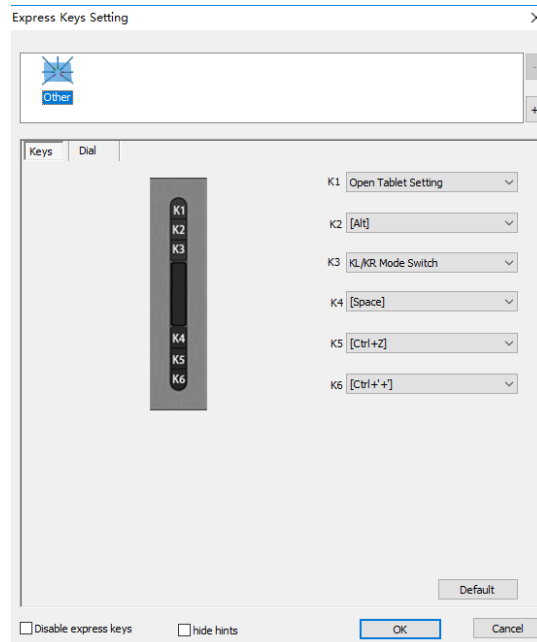 Express Keys Setting
Other
Keys Dial
K1 Open Tablet Setting
K2 [Alt]
K3 KL/KR Mode Switch
K4 [Space]
K5 [Ctrl+Z]
K6 [Ctrl+'+']
K1
K2
K3
K4
K5
K6
Default
Disable express keys hide hints OK Cancel